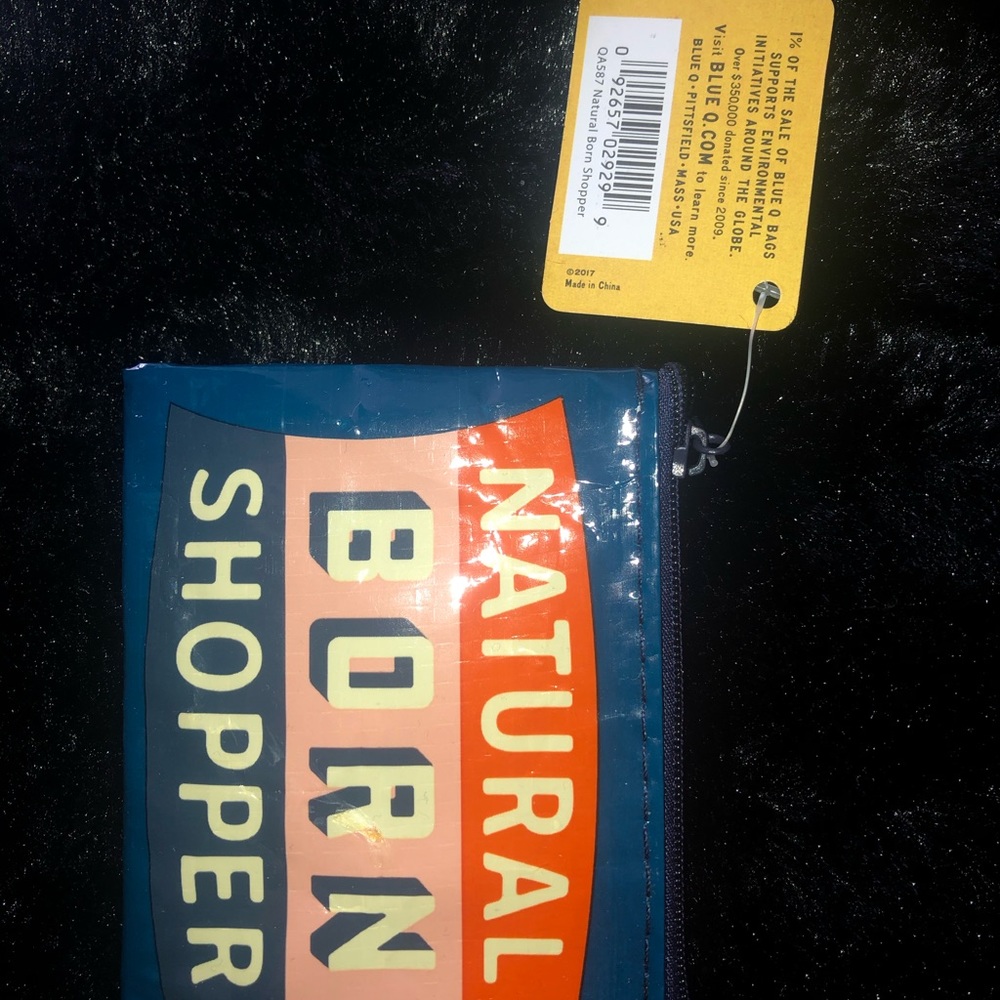 1% OF THE SALE OF BLUE Q BAGS
SUPPORTS ENVIRONMENTAL
INITIATIVES AROUND THE GLOBE.
Over $350,000 donated since 2009.
Visit BLUE Q.COM to learn more.
BLUE Q • PITTSFIELD • MASS • USA
0 92657 02929 9
QA587 Natural Born Shopper
©2017
Made in China
NATURAL
BORN
SHOPPER